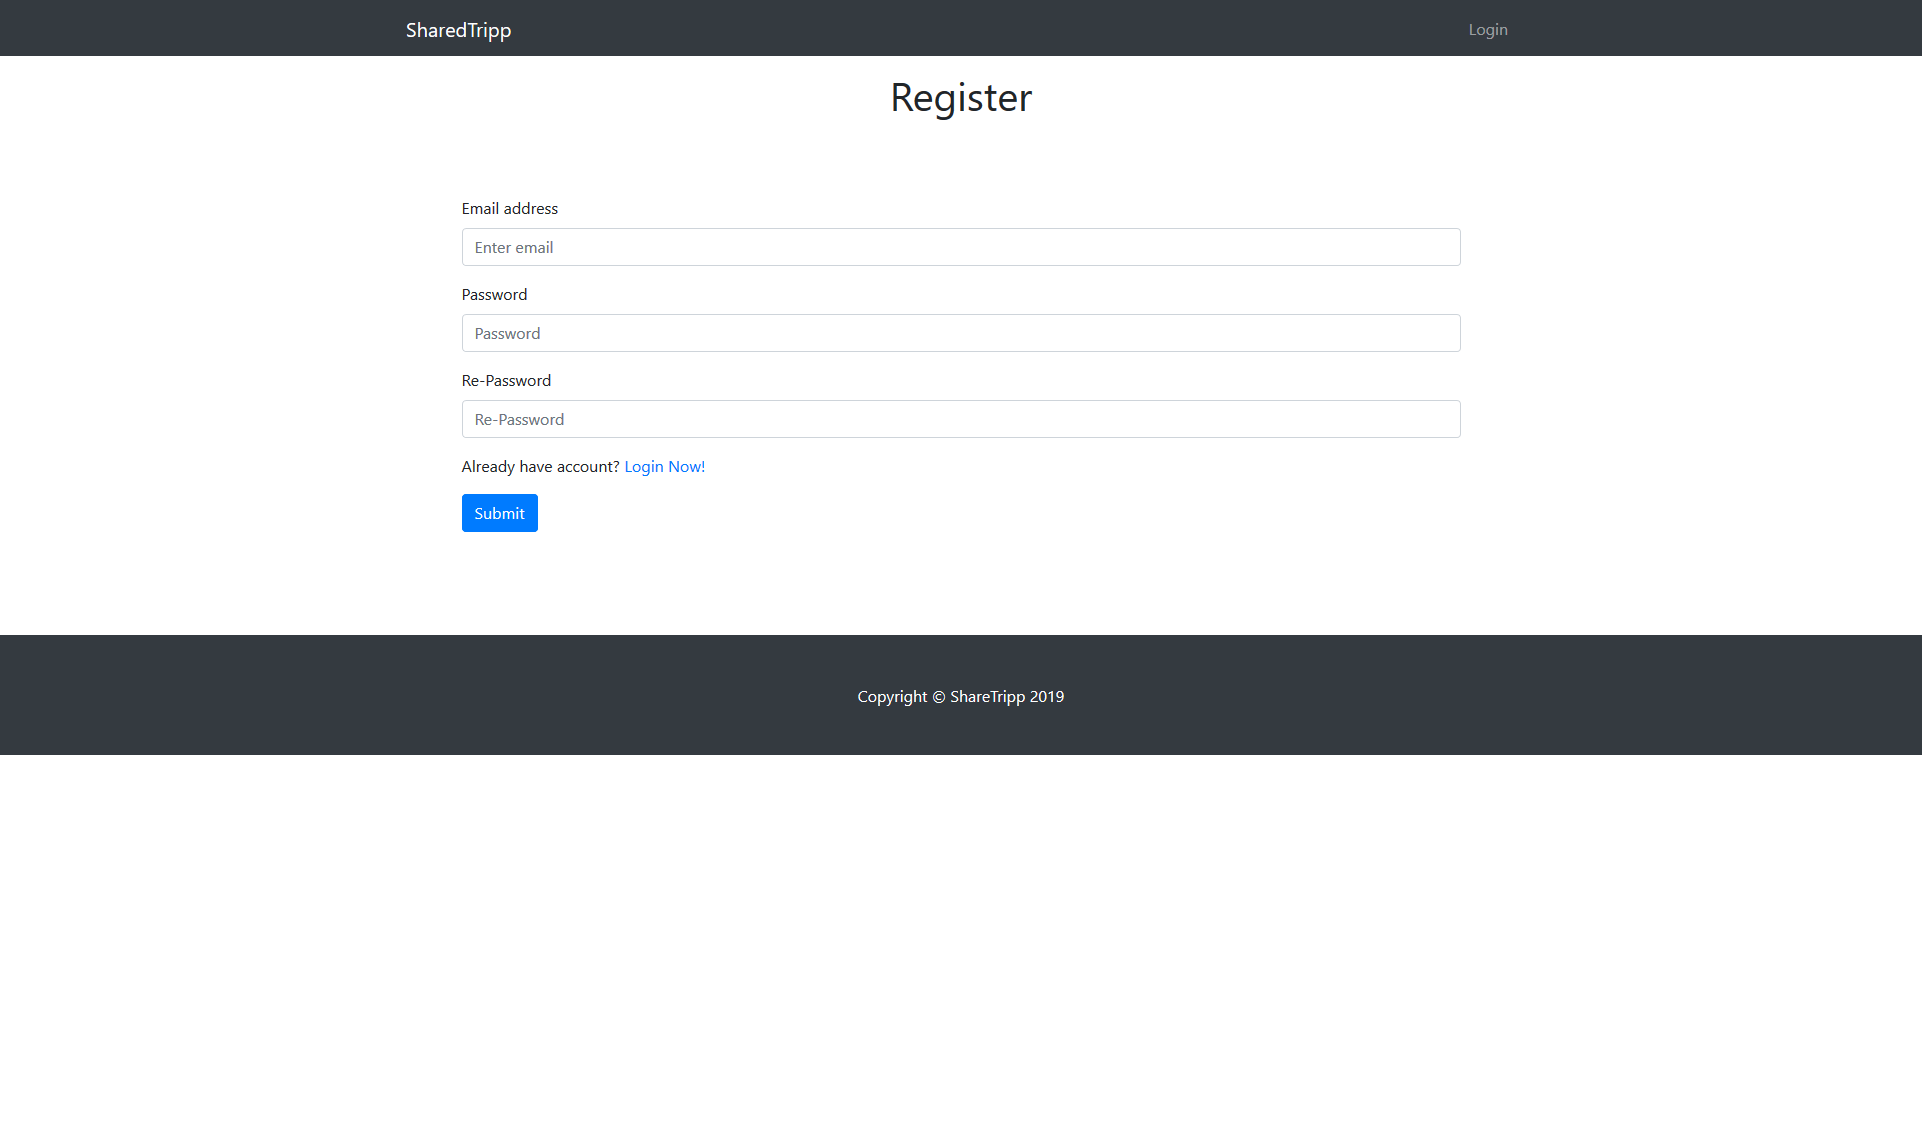 SharedTripp
Login
Register
Email address
Enter email
Password
Password
Re-Password
Re-Password
Already have account? Login Now!
Submit
Copyright © ShareTripp 2019